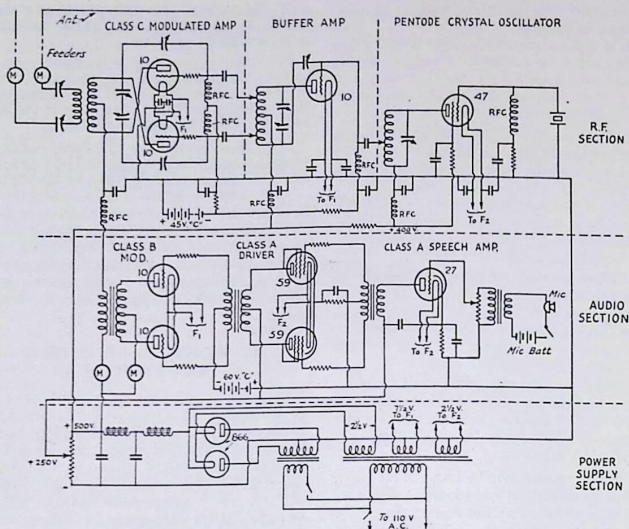 CLASS C MODULATED AMP
BUFFER AMP
PENTODE CRYSTAL OSCILLATOR
Ant.
Feeders
M
M
10
10
F₁
RFC
RFC
10
RFC
To F₁
47
RFC
To F₂
R.F.
SECTION
RFC
+ 45V. "C" -
RFC
RFC
+400V.
CLASS B
MOD.
CLASS A
DRIVER
CLASS A SPEECH AMP.
10
10
F₁
59
59
F₂
27
To F₂
Mic
Mic Batt
AUDIO
SECTION
M
M
- 60V. "C" +
+ 500V.
+ 250V.
-
866
2½V.
7½V.
To F₁
2½V.
To F₂
To 110 V
A.C.
POWER
SUPPLY
SECTION